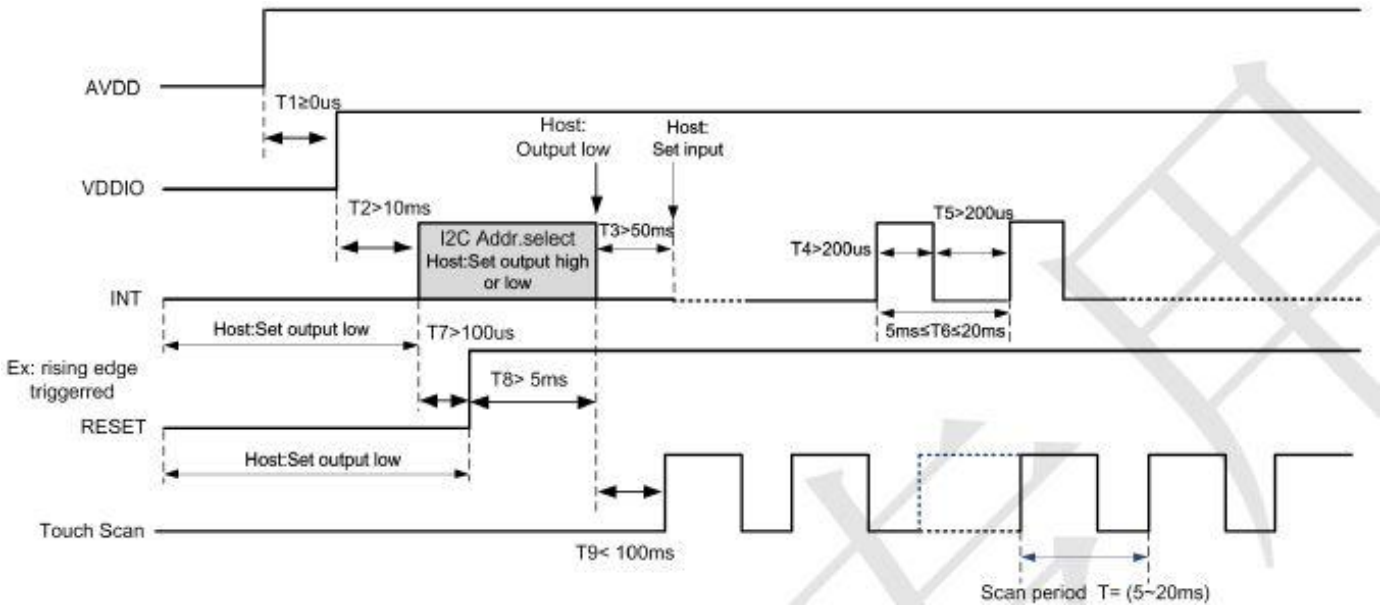 AVDD
T1≥0us
Host:
Output low
Host:
Set input
VDDIO
T2>10ms
I2C Addr.select
Host:Set output high
or low
T3>50ms
T4>200us
T5>200us
INT
Host:Set output low
T7>100us
5ms≤T6≤20ms
Ex: rising edge
triggerred
T8> 5ms
RESET
Host:Set output low
Touch Scan
T9< 100ms
Scan period T= (5~20ms)